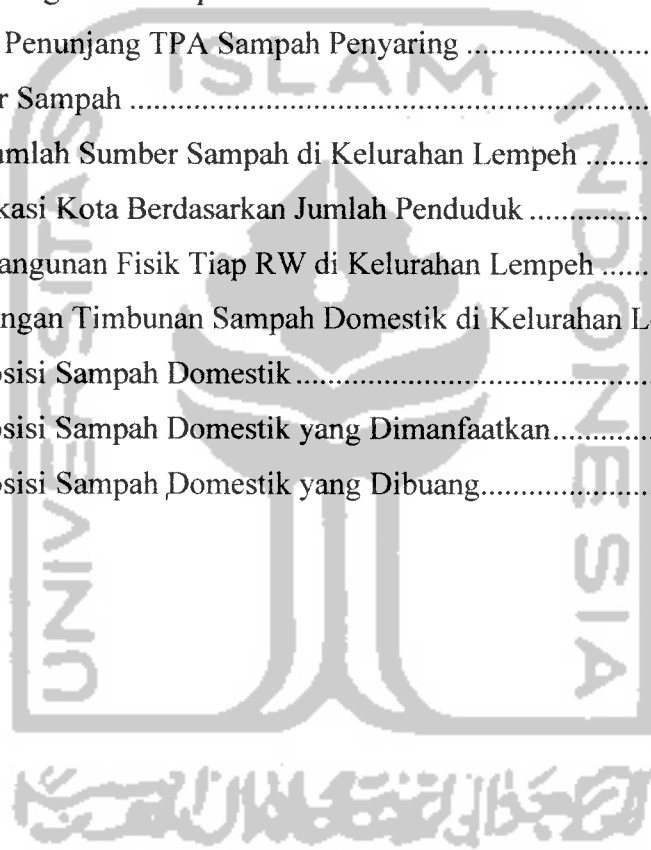 Penunjang TPA Sampah Penyaring
r Sampah
umlah Sumber Sampah di Kelurahan Lempeh
kasi Kota Berdasarkan Jumlah Penduduk
angunan Fisik Tiap RW di Kelurahan Lempeh
ngan Timbunan Sampah Domestik di Kelurahan L
osisi Sampah Domestik
osisi Sampah Domestik yang Dimanfaatkan
osisi Sampah Domestik yang Dibuang
ISLAM
UNIVERSITAS
INDONESIA